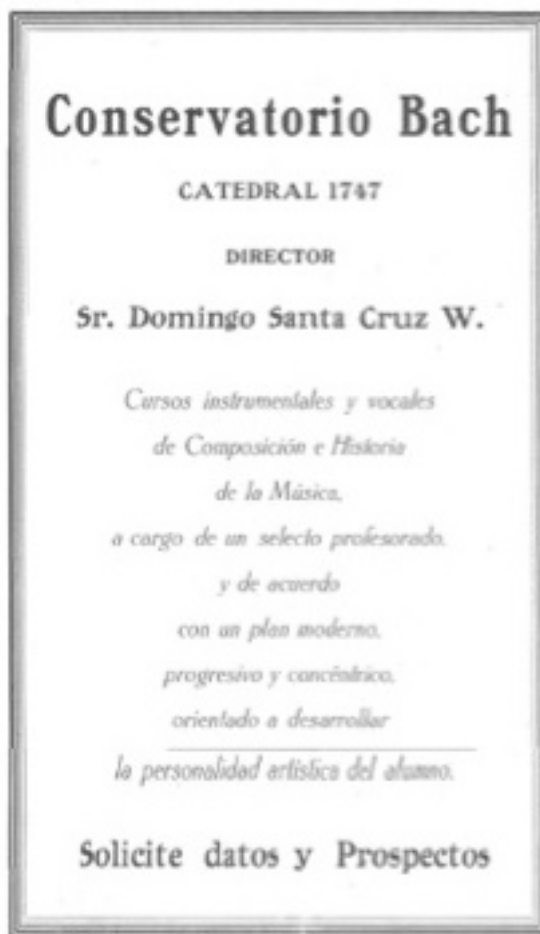 Conservatorio Bach
CATEDRAL 1747
DIRECTOR
Sr. Domingo Santa Cruz W.
Cursos instrumentales y vocales
de Composición e Historia
de la Música,
a cargo de un selecto profesorado,
y de acuerdo
con un plan moderno,
progresivo y concéntrico,
orientado a desarrollar
la personalidad artística del alumno.
Solicite datos y Prospectos